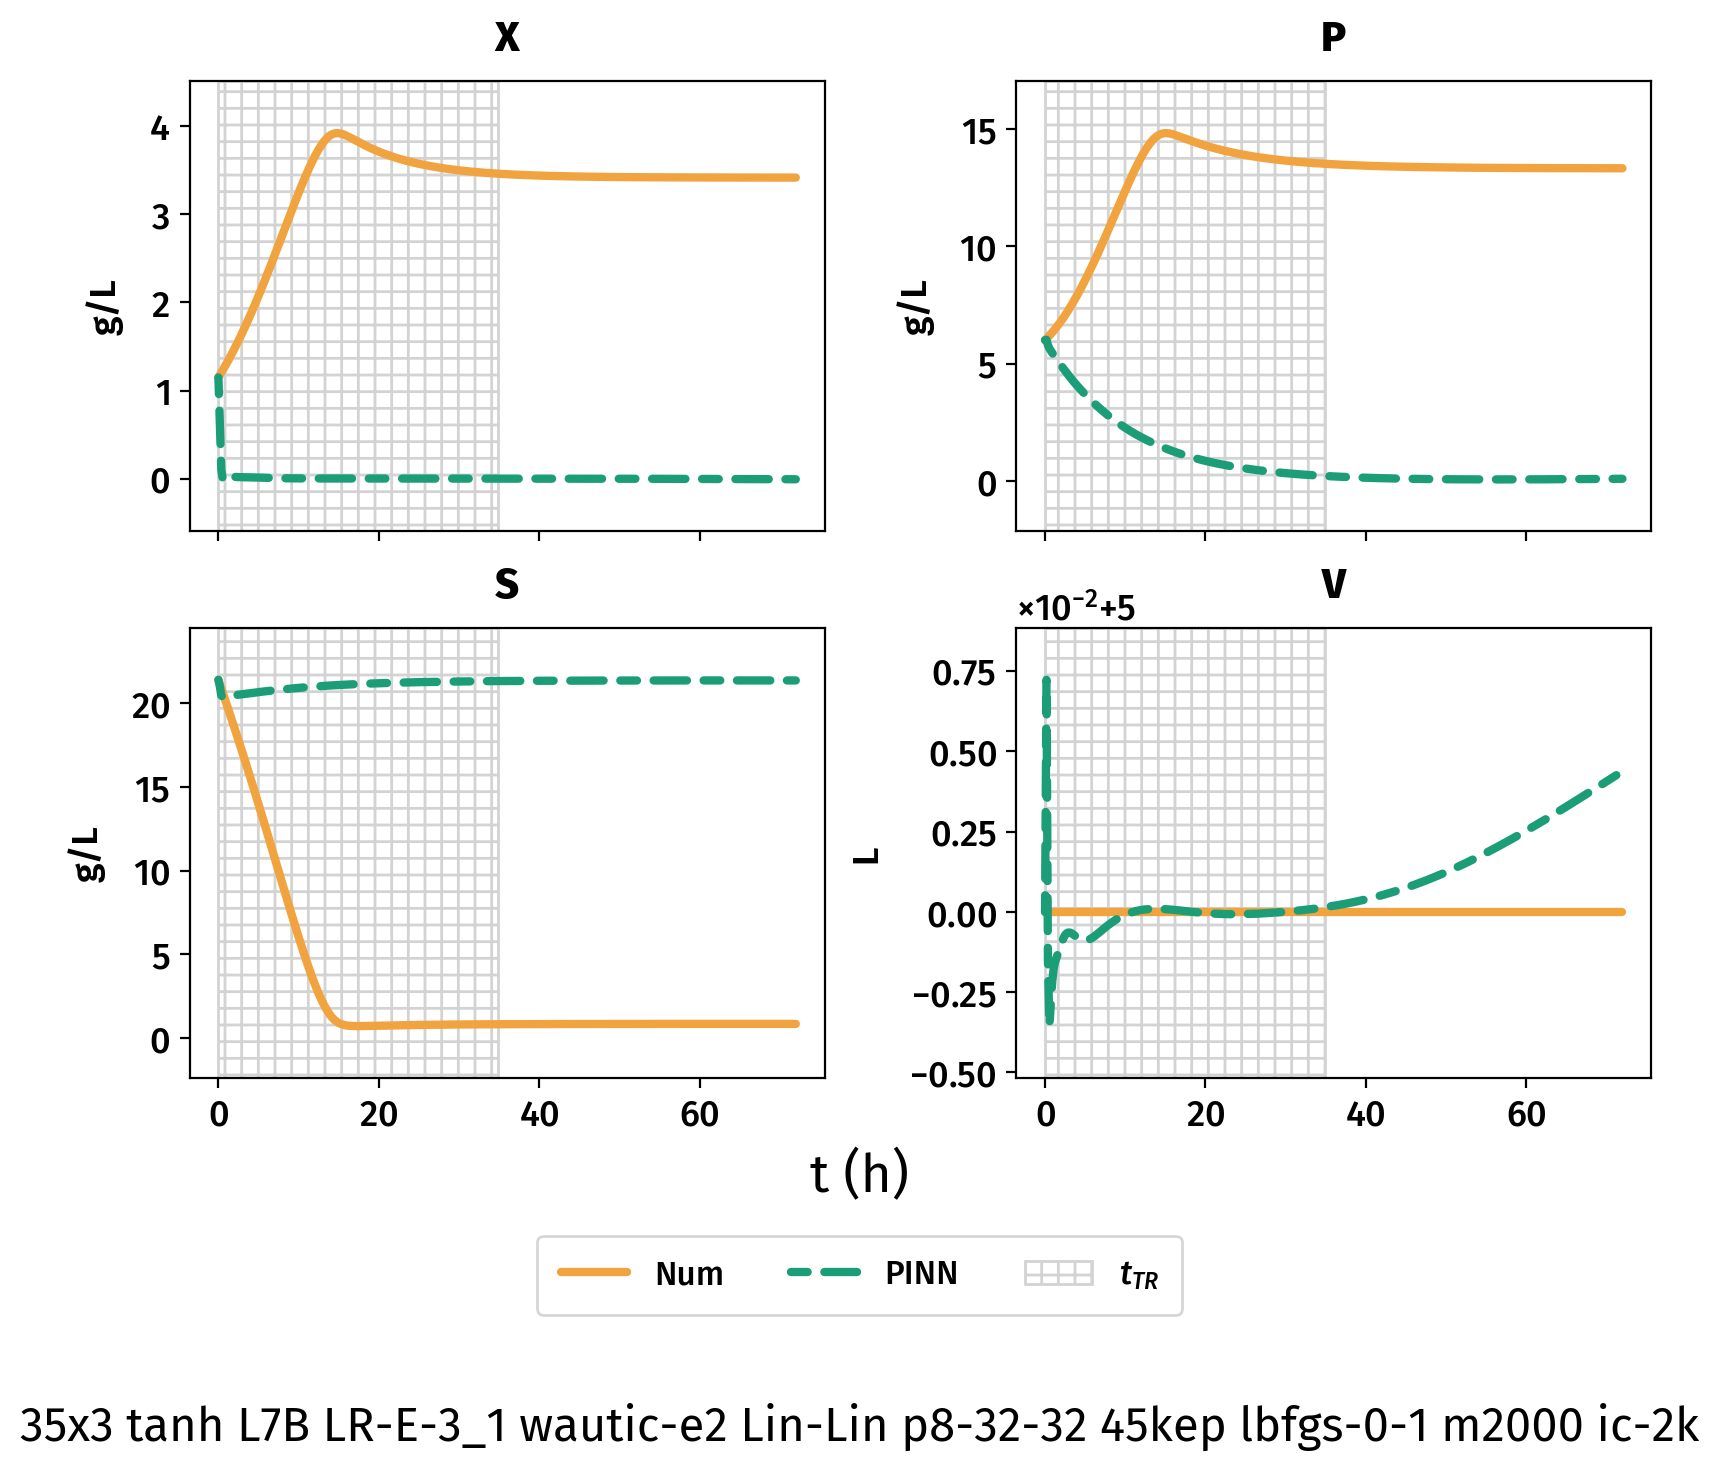 X
g/L
4
3
2
1
0
P
g/L
15
10
5
0
S
g/L
20
15
10
5
0
0 20 40 60
V
×10⁻²+5
L
0.75
0.50
0.25
0.00
−0.25
−0.50
0 20 40 60
t (h)
Num PINN t_TR
35x3 tanh L7B LR-E-3_1 wautic-e2 Lin-Lin p8-32-32 45kep lbfgs-0-1 m2000 ic-2k